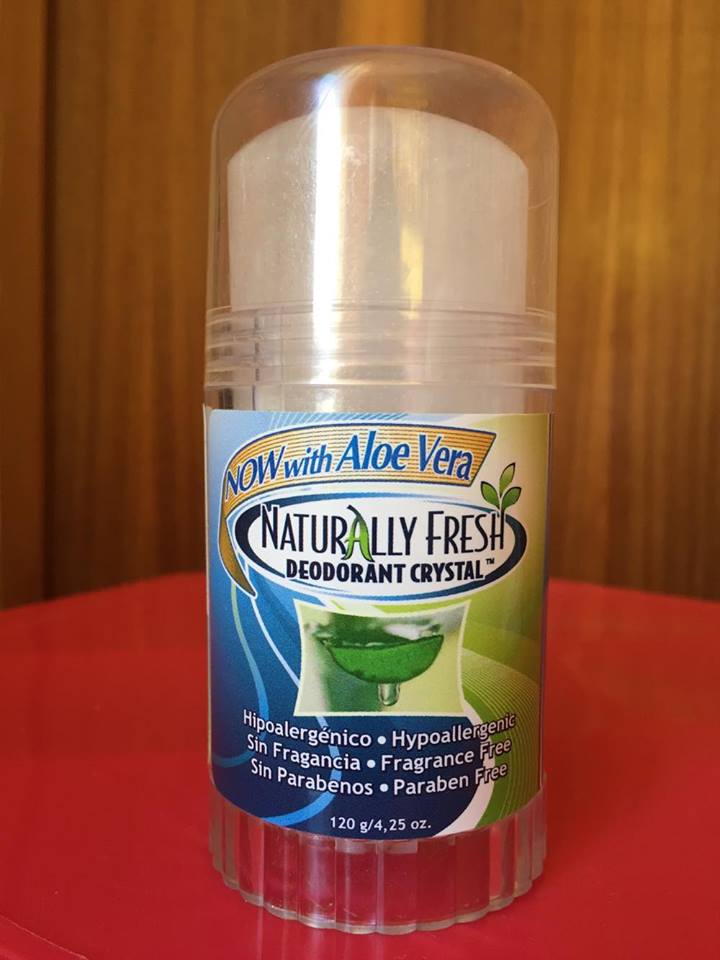 NOW with Aloe Vera
NATURALLY FRESH
DEODORANT CRYSTAL™
Hipoalergénico • Hypoallergenic
Sin Fragancia • Fragrance Free
Sin Parabenos • Paraben Free
120 g/4,25 oz.